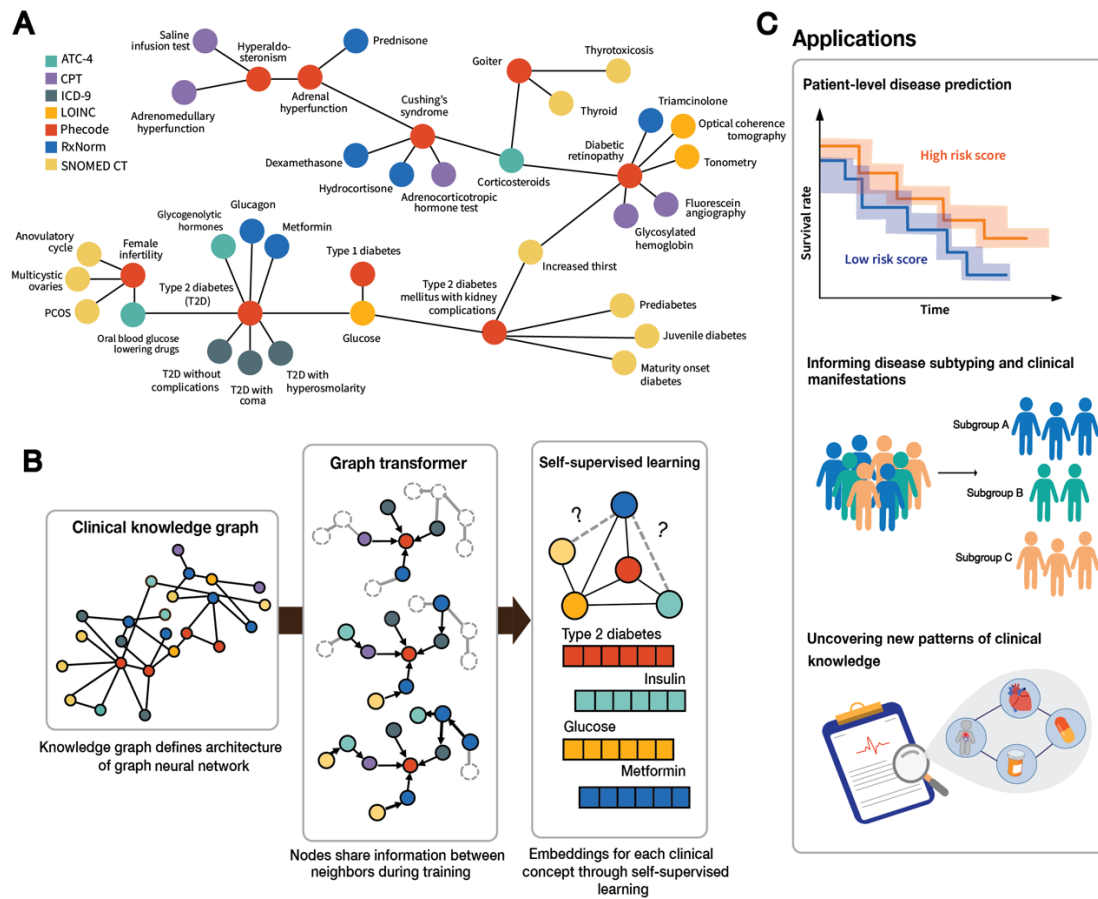 A
ATC-4
CPT
ICD-9
LOINC
Phecode
RxNorm
SNOMED CT
Saline
infusion test
Hyperaldo-
steronism
Prednisone
Adrenomedullary
hyperfunction
Adrenal
hyperfunction
Cushing's
syndrome
Dexamethasone
Hydrocortisone
Adrenocorticotropic
hormone test
Goiter
Thyrotoxicosis
Thyroid
Corticosteroids
Triamcinolone
Optical coherence
tomography
Diabetic
retinopathy
Tonometry
Fluorescein
angiography
Glycosylated
hemoglobin
Increased thirst
Anovulatory
cycle
Female
infertility
Multicystic
ovaries
PCOS
Oral blood glucose
lowering drugs
Glycogenolytic
hormones
Glucagon
Metformin
Type 2 diabetes
(T2D)
T2D without
complications
T2D with
coma
T2D with
hyperosmolarity
Type 1 diabetes
Glucose
Type 2 diabetes
mellitus with kidney
complications
Prediabetes
Juvenile diabetes
Maturity onset
diabetes
B
Clinical knowledge graph
Knowledge graph defines architecture
of graph neural network
Graph transformer
Nodes share information between
neighbors during training
Self-supervised learning
?
?
Type 2 diabetes
Insulin
Glucose
Metformin
Embeddings for each clinical
concept through self-supervised
learning
C
Applications
Patient-level disease prediction
High risk score
Low risk score
Survival rate
Time
Informing disease subtyping and clinical
manifestations
Subgroup A
Subgroup B
Subgroup C
Uncovering new patterns of clinical
knowledge